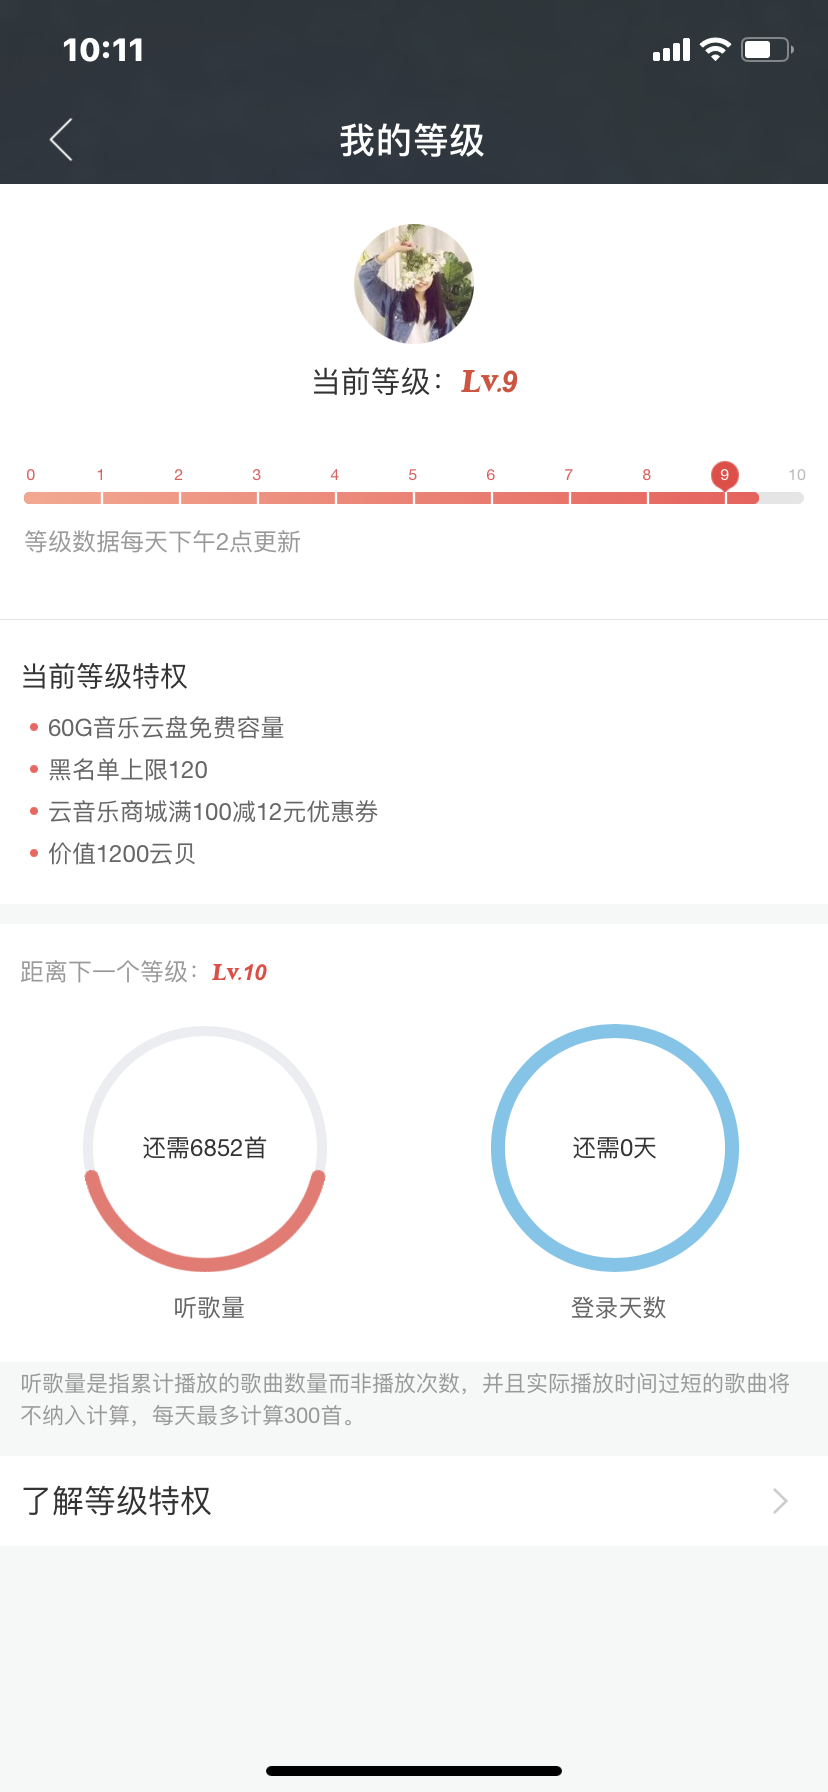 10:11
我的等级
当前等级：Lv.9
0 1 2 3 4 5 6 7 8 9 10
等级数据每天下午2点更新
当前等级特权
60G音乐云盘免费容量
黑名单上限120
云音乐商城满100减12元优惠券
价值1200云贝
距离下一个等级：Lv.10
还需6852首 还需0天
听歌量 登录天数
听歌量是指累计播放的歌曲数量而非播放次数，并且实际播放时间过短的歌曲将
不纳入计算，每天最多计算300首。
了解等级特权